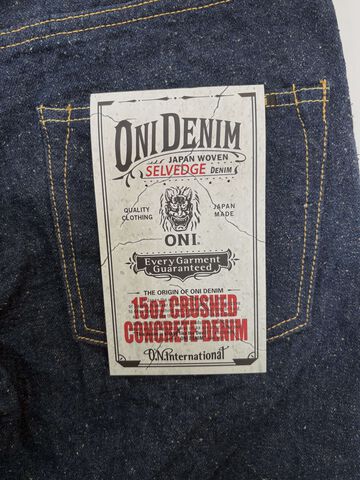 ONI DENIM
JAPAN WOVEN
SELVEDGE DENIM
QUALITY CLOTHING
JAPAN MADE
ONI
Every Garment
Guaranteed
THE ORIGIN OF ONI DENIM
15oz CRUSHED
CONCRETE DENIM
O.N.International